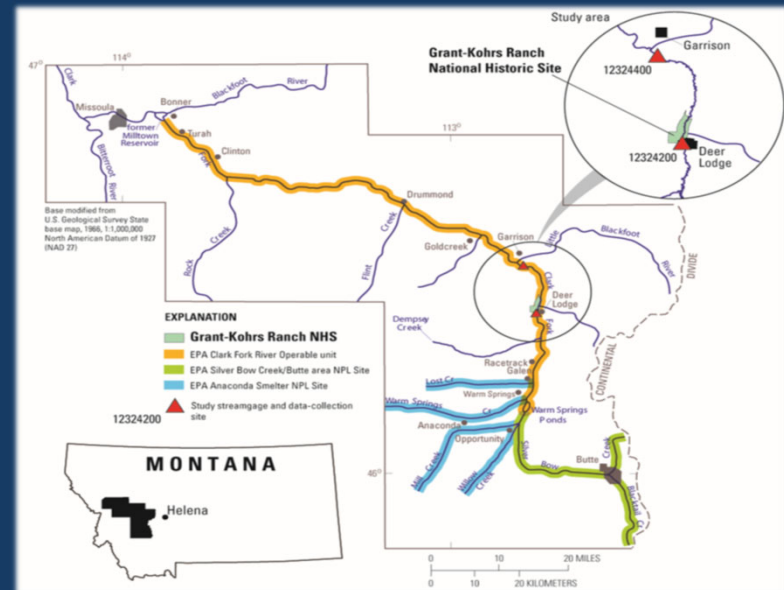 Study area
Garrison
Grant-Kohrs Ranch
National Historic Site
12324400
12324200
Deer
Lodge
47°
114°
113°
Clark
Missoula
Bonner
Blackfoot
River
former
Milltown
Reservoir
Turah
Fork
Clinton
Bitterroot
River
Base modified from
U.S. Geological Survey State
base map, 1966, 1:1,000,000
North American Datum of 1927
(NAD 27)
Rock
Creek
Flint
Creek
Drummond
Goldcreek
Garrison
Little
Blackfoot
River
Clark
Deer
Lodge
Fork
DIVIDE
CONTINENTAL
Dempsey
Creek
EXPLANATION
Grant-Kohrs Ranch NHS
EPA Clark Fork River Operable unit
EPA Silver Bow Creek/Butte area NPL Site
EPA Anaconda Smelter NPL Site
12324200
Study streamgage and data-collection
site
Racetrack
Galen
Lost Cr
Warm Springs
Warm Springs
Cr
Warm Springs
Ponds
Anaconda
Opportunity
Mill Creek
Willow
Creek
Silver
Bow
Creek
Butte
Blacktail Cr
46°
MONTANA
Helena
0 10 20 MILES
0 10 20 KILOMETERS